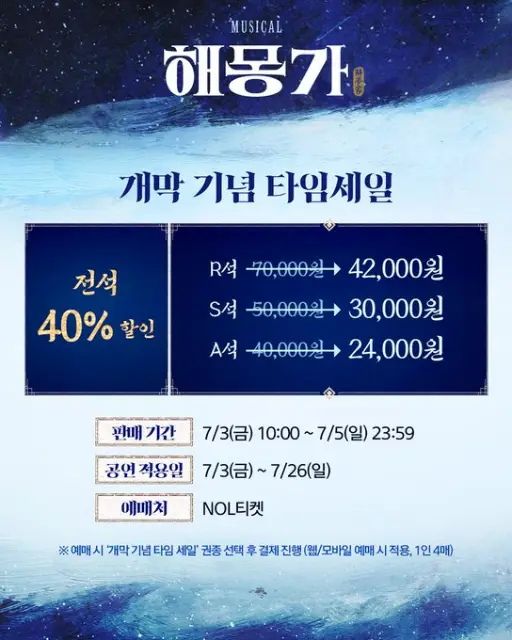 MUSICAL
해몽가
개막 기념 타임세일
전석
40% 할인
R석 70,000원 → 42,000원
S석 50,000원 → 30,000원
A석 40,000원 → 24,000원
판매 기간 7/3(금) 10:00 ~ 7/5(일) 23:59
공연 적용일 7/3(금) ~ 7/26(일)
예매처 NOL티켓
※ 예매 시 '개막 기념 타임 세일' 권종 선택 후 결제 진행 (웹/모바일 예매 시 적용, 1인 4매)